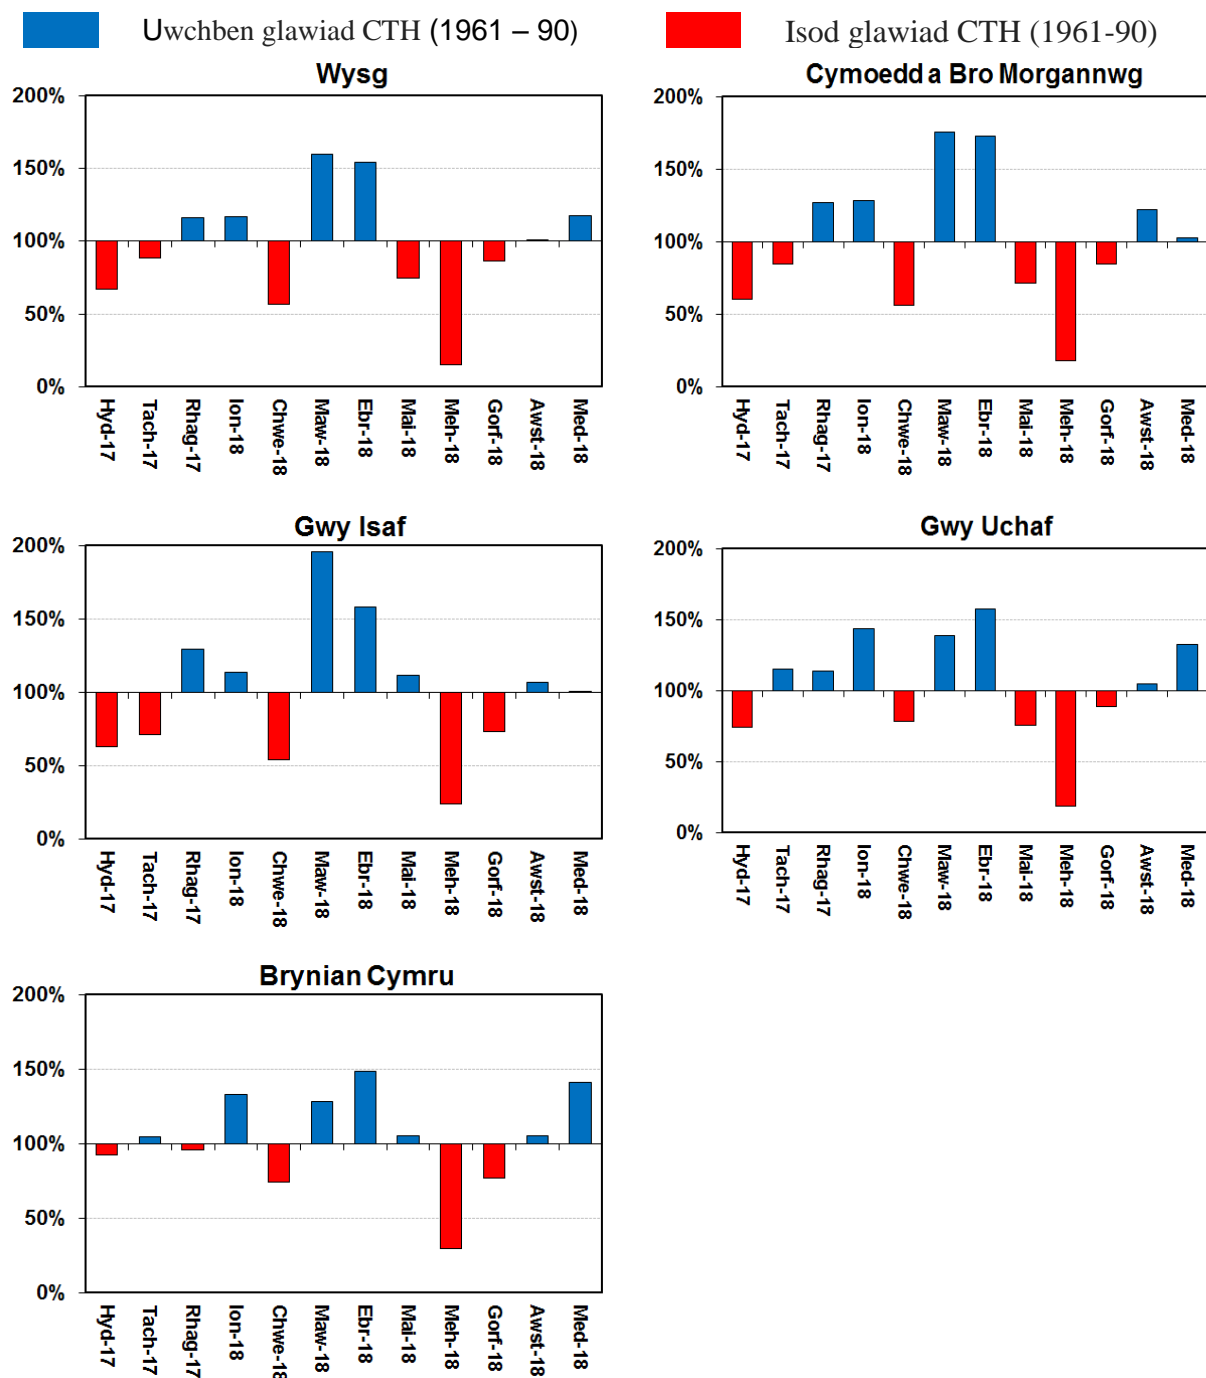 Uwchben glawiad CTH (1961 – 90)
Isod glawiad CTH (1961-90)
Wysg
200%
150%
100%
50%
0%
Hyd-17
Tach-17
Rhag-17
Ion-18
Chwe-18
Maw-18
Ebr-18
Mai-18
Meh-18
Gorf-18
Awst-18
Med-18
Cymoedd a Bro Morgannwg
200%
150%
100%
50%
0%
Hyd-17
Tach-17
Rhag-17
Ion-18
Chwe-18
Maw-18
Ebr-18
Mai-18
Meh-18
Gorf-18
Awst-18
Med-18
Gwy Isaf
200%
150%
100%
50%
0%
Hyd-17
Tach-17
Rhag-17
Ion-18
Chwe-18
Maw-18
Ebr-18
Mai-18
Meh-18
Gorf-18
Awst-18
Med-18
Gwy Uchaf
200%
150%
100%
50%
0%
Hyd-17
Tach-17
Rhag-17
Ion-18
Chwe-18
Maw-18
Ebr-18
Mai-18
Meh-18
Gorf-18
Awst-18
Med-18
Brynian Cymru
200%
150%
100%
50%
0%
Hyd-17
Tach-17
Rhag-17
Ion-18
Chwe-18
Maw-18
Ebr-18
Mai-18
Meh-18
Gorf-18
Awst-18
Med-18